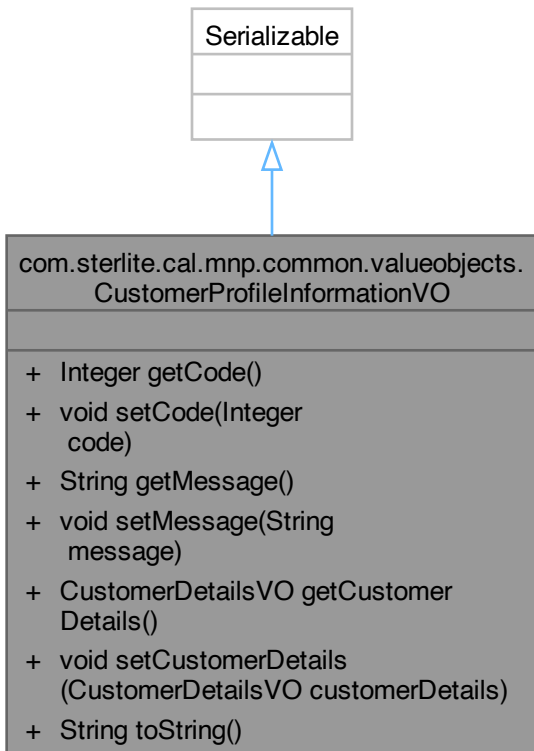 Serializable
com.sterlite.cal.mnp.common.valueobjects.
CustomerProfileInformationVO
+ Integer getCode()
+ void setCode(Integer
code)
+ String getMessage()
+ void setMessage(String
message)
+ CustomerDetailsVO getCustomer
Details()
+ void setCustomerDetails
(CustomerDetailsVO customerDetails)
+ String toString()